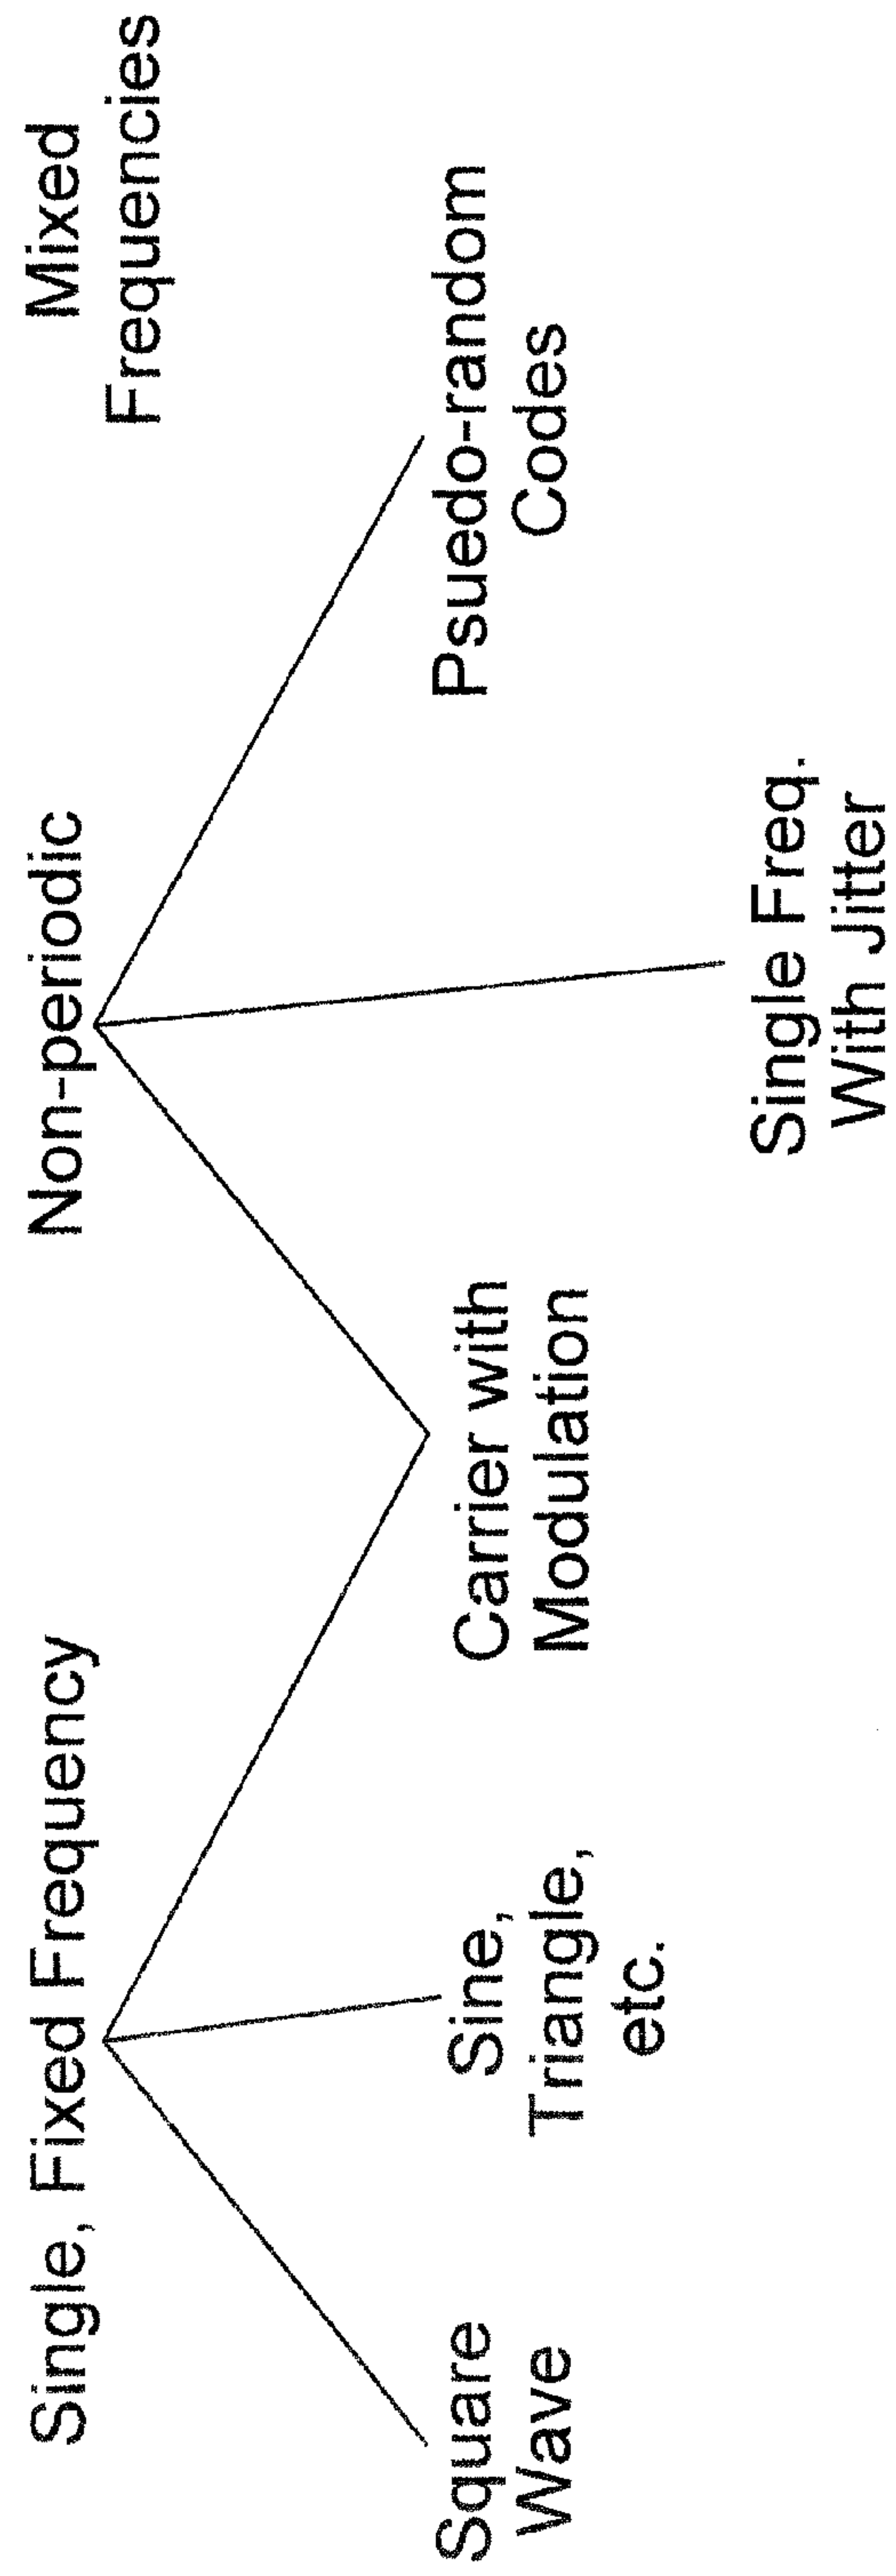 Single, Fixed Frequency
Non-periodic
Mixed
Frequencies
Square
Wave
Sine,
Triangle,
etc.
Carrier with
Modulation
Psuedo-random
Codes
Single Freq.
With Jitter